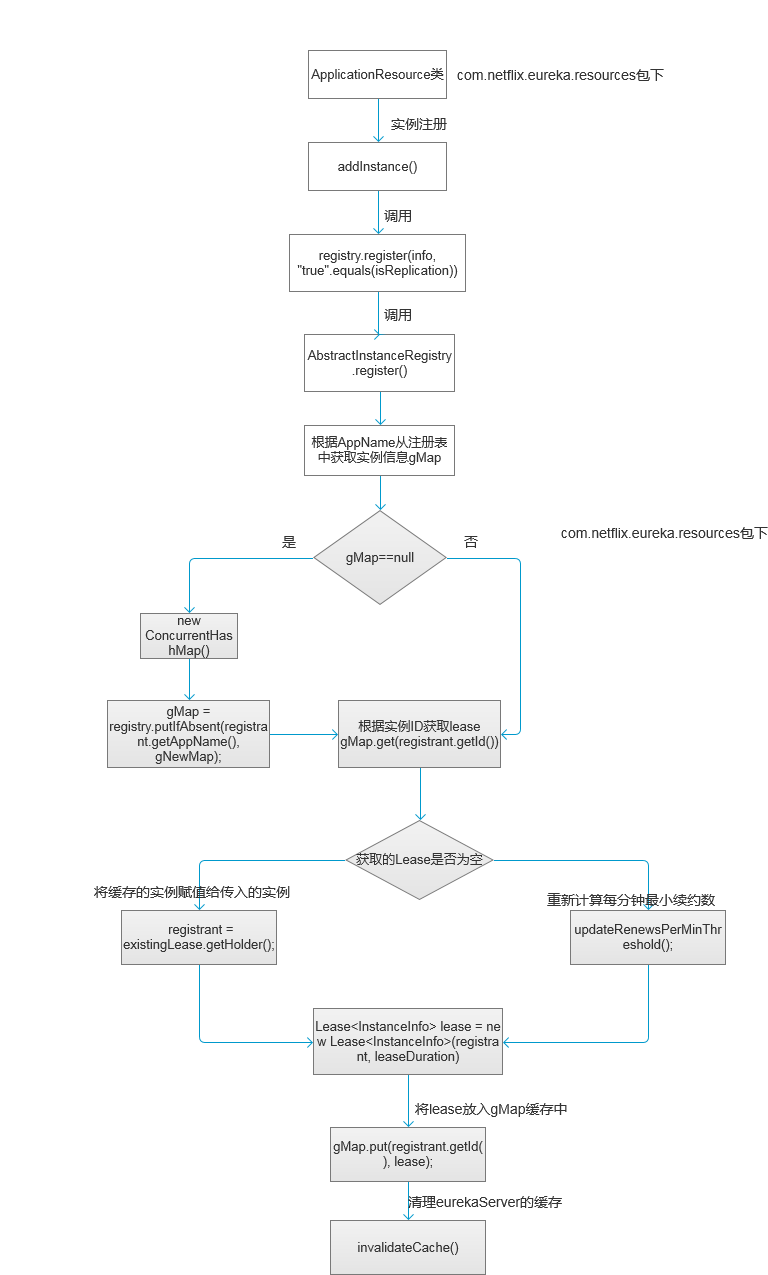 ApplicationResource类
com.netflix.eureka.resources包下
实例注册
addInstance()
调用
registry.register(info,
"true".equals(isReplication))
调用
AbstractInstanceRegistry
.register()
根据AppName从注册表
中获取实例信息gMap
com.netflix.eureka.resources包下
是
否
gMap==null
new
ConcurrentHas
hMap()
gMap =
registry.putIfAbsent(registra
nt.getAppName(),
gNewMap);
根据实例ID获取lease
gMap.get(registrant.getId())
获取的Lease是否为空
将缓存的实例赋值给传入的实例
重新计算每分钟最小续约数
registrant =
existingLease.getHolder();
updateRenewsPerMinThr
eshold();
Lease<InstanceInfo> lease = ne
w Lease<InstanceInfo>(registra
nt, leaseDuration)
将lease放入gMap缓存中
gMap.put(registrant.getId(
), lease);
清理eurekaServer的缓存
invalidateCache()